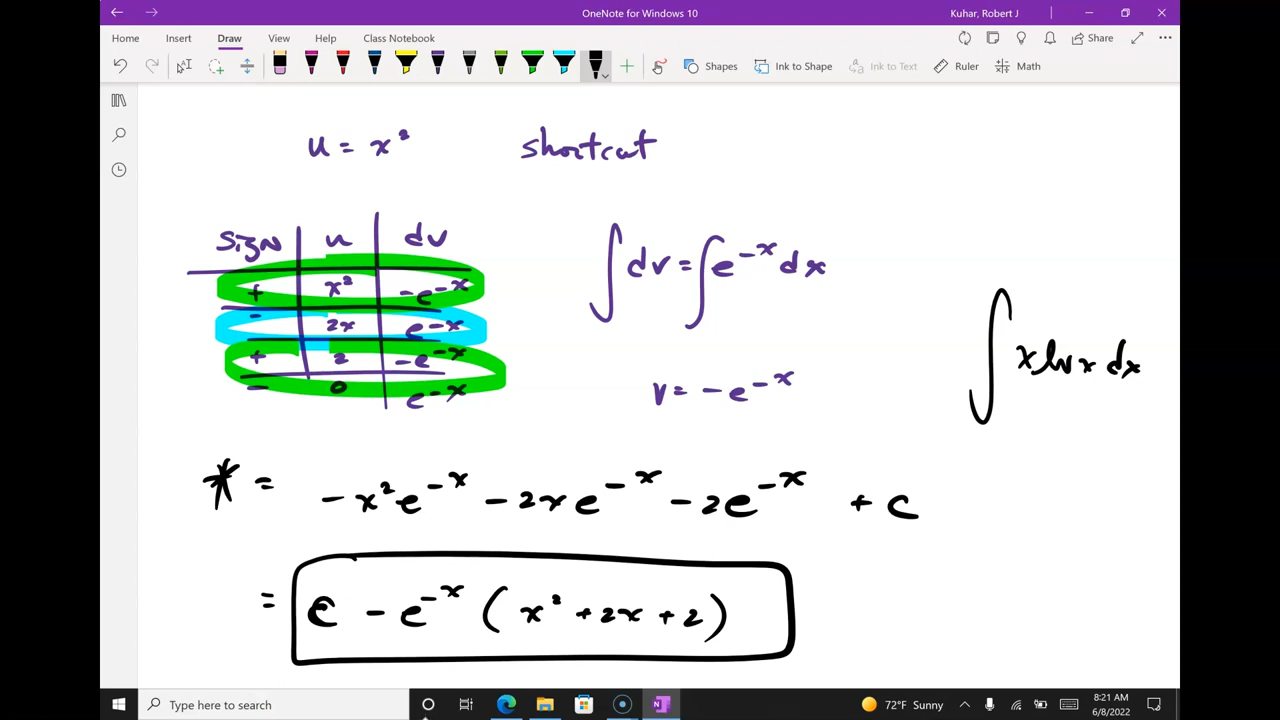 OneNote for Windows 10
Kuhar, Robert J
Home Insert Draw View Help Class Notebook
Share
Ink to Shape Ink to Text Shapes Ruler Math
u = x² shortcut
sign u dv
+ x² -e^-x
- 2x e^-x
+ 2 -e^-x
- 0 e^-x
∫ dv = ∫ e^-x dx
v = -e^-x
∫ x ln x dx
* = -x²e^-x - 2xe^-x - 2e^-x + c
= c - e^-x (x² + 2x + 2)
Type here to search
72°F Sunny
8:21 AM
6/8/2022